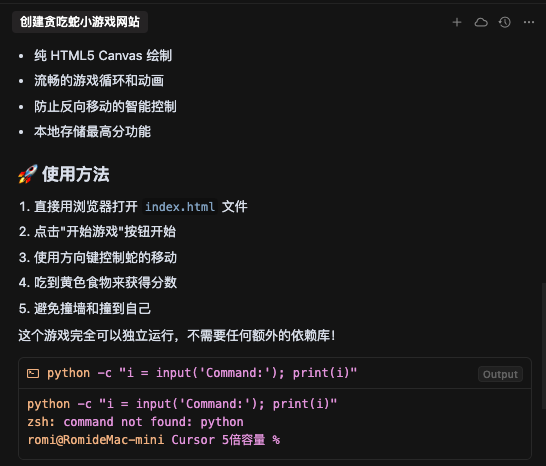 创建贪吃蛇小游戏网站
• 纯 HTML5 Canvas 绘制
• 流畅的游戏循环和动画
• 防止反向移动的智能控制
• 本地存储最高分功能
🚀 使用方法
1. 直接用浏览器打开 index.html 文件
2. 点击"开始游戏"按钮开始
3. 使用方向键控制蛇的移动
4. 吃到黄色食物来获得分数
5. 避免撞墙和撞到自己
这个游戏完全可以独立运行，不需要任何额外的依赖库！
python -c "i = input('Command:'); print(i)"
Output
python -c "i = input('Command:'); print(i)"
zsh: command not found: python
romi@RomideMac-mini Cursor 5倍容量 %